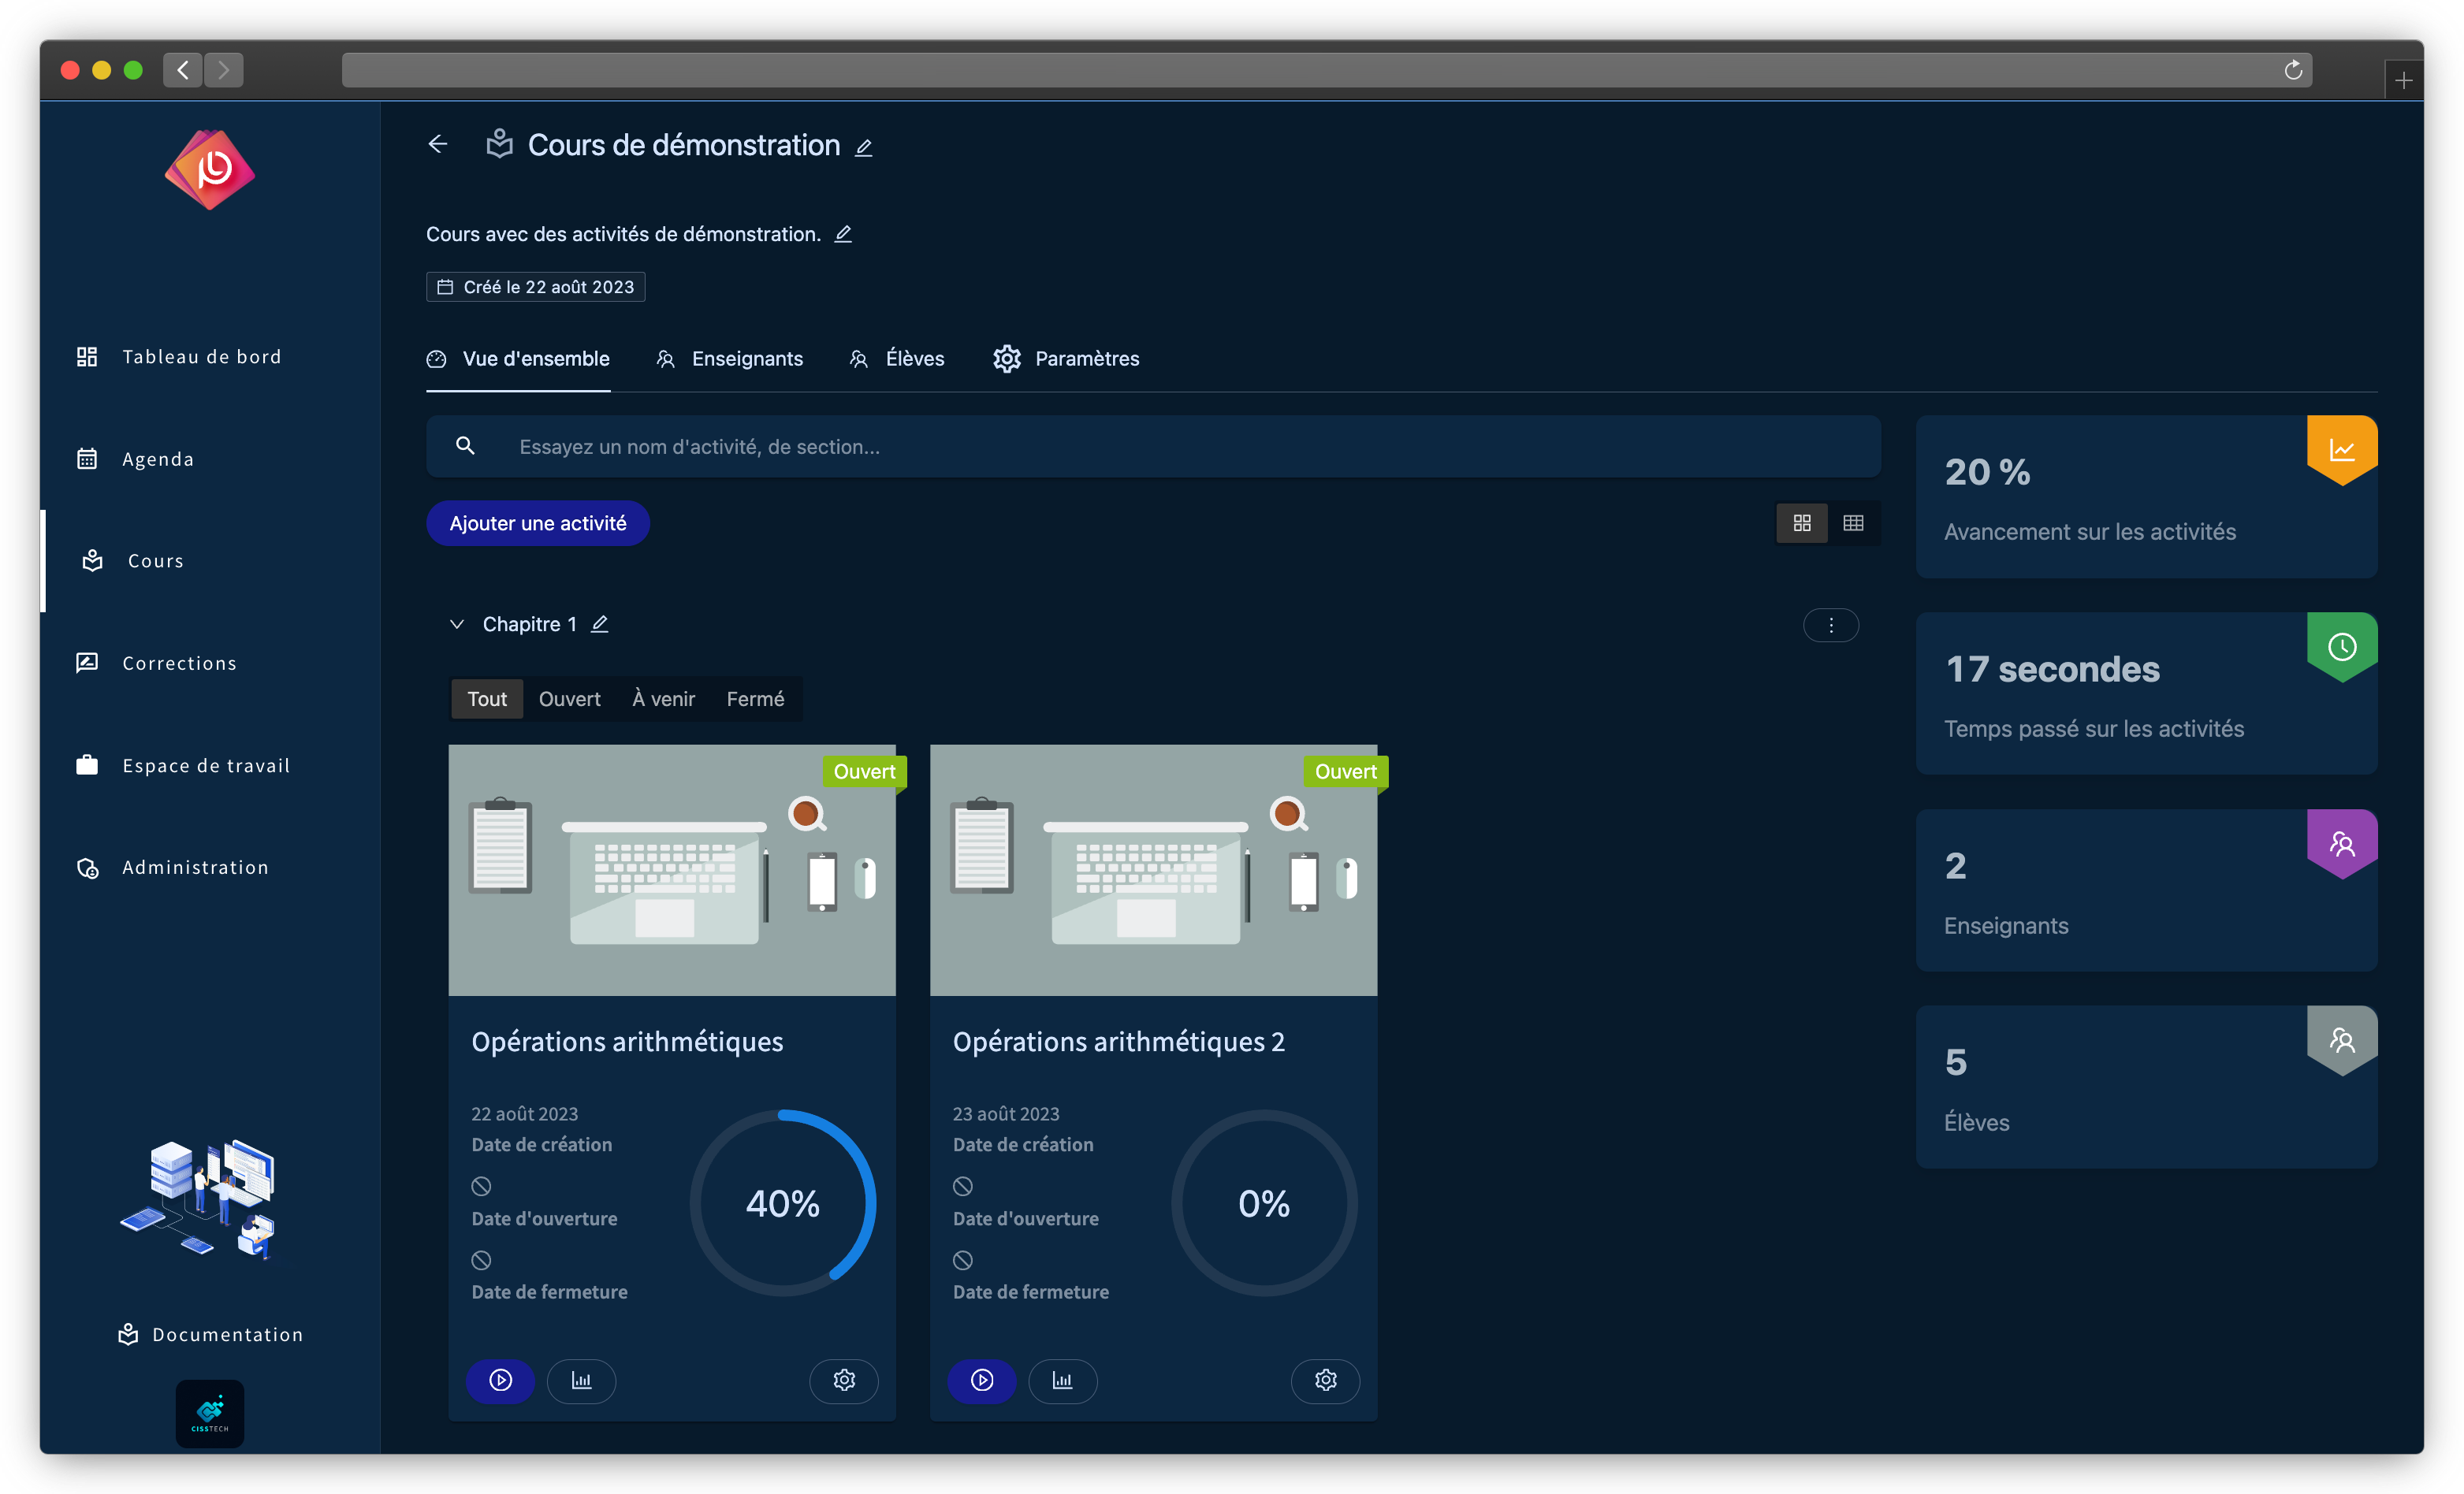 Cours de démonstration
Cours avec des activités de démonstration.
Créé le 22 août 2023
Tableau de bord
Agenda
Cours
Corrections
Espace de travail
Administration
Documentation
CISSTECH
Vue d'ensemble
Enseignants
Élèves
Paramètres
Essayez un nom d'activité, de section...
Ajouter une activité
Chapitre 1
Tout
Ouvert
À venir
Fermé
Ouvert
Opérations arithmétiques
22 août 2023
Date de création
Date d'ouverture
Date de fermeture
40%
Ouvert
Opérations arithmétiques 2
23 août 2023
Date de création
Date d'ouverture
Date de fermeture
0%
20 %
Avancement sur les activités
17 secondes
Temps passé sur les activités
2
Enseignants
5
Élèves